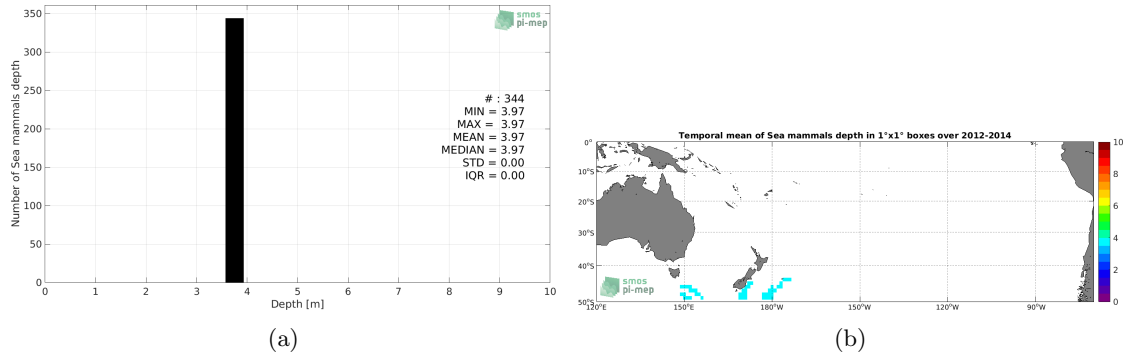 smos
pi-mep
350
300
250
200
150
100
50
0
Number of Sea mammals depth
# : 344
MIN = 3.97
MAX = 3.97
MEAN = 3.97
MEDIAN = 3.97
STD = 0.00
IQR = 0.00
0 1 2 3 4 5 6 7 8 9 10
Depth [m]
(a)
Temporal mean of Sea mammals depth in 1°x1° boxes over 2012-2014
0°
10°S
20°S
30°S
40°S
50°S
120°E 150°E 180°W 150°W 120°W 90°W
10
8
6
4
2
0
smos
pi-mep
(b)